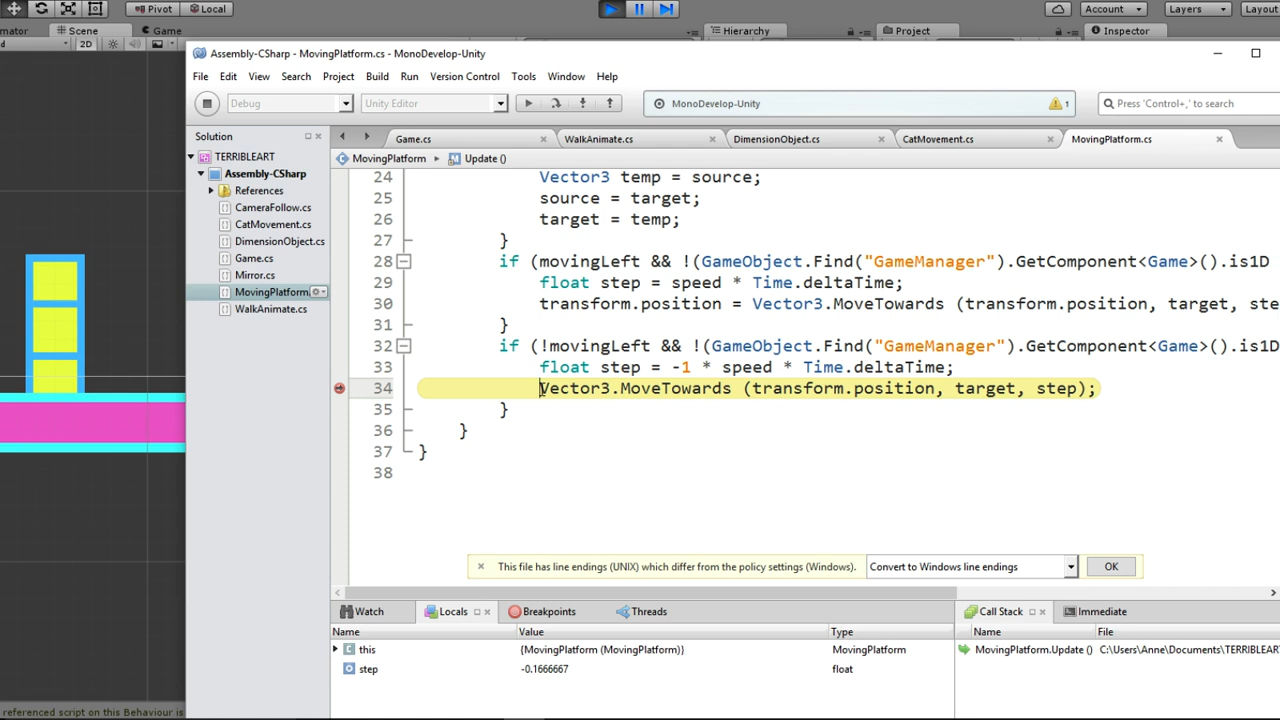 Pivot Local Account Layers Layout
mator Scene Game Hierarchy Project Inspector
2D
Assembly-CSharp - MovingPlatform.cs - MonoDevelop-Unity
File Edit View Search Project Build Run Version Control Tools Window Help
Debug Unity Editor MonoDevelop-Unity 1 Press 'Control+,' to search
Solution Game.cs WalkAnimate.cs DimensionObject.cs CatMovement.cs MovingPlatform.cs
TERRIBLEART
Assembly-CSharp
References
CameraFollow.cs
CatMovement.cs
DimensionObject.cs
Game.cs
Mirror.cs
MovingPlatform.
WalkAnimate.cs
MovingPlatform Update ()
24 Vector3 temp = source;
25 source = target;
26 target = temp;
27 }
28 if (movingLeft && !(GameObject.Find("GameManager").GetComponent<Game>().is1D
29 float step = speed * Time.deltaTime;
30 transform.position = Vector3.MoveTowards (transform.position, target, ste
31 }
32 if (!movingLeft && !(GameObject.Find("GameManager").GetComponent<Game>().is1D
33 float step = -1 * speed * Time.deltaTime;
34 Vector3.MoveTowards (transform.position, target, step);
35 }
36 }
37 }
38
This file has line endings (UNIX) which differ from the policy settings (Windows). Convert to Windows line endings OK
Watch Locals Breakpoints Threads
Name Value Type
this {MovingPlatform (MovingPlatform)} MovingPlatform
step -0.1666667 float
Call Stack Immediate
Name File
MovingPlatform.Update () C:\Users\Anne\Documents\TERRIBLEAR
referenced script on this Behaviour is